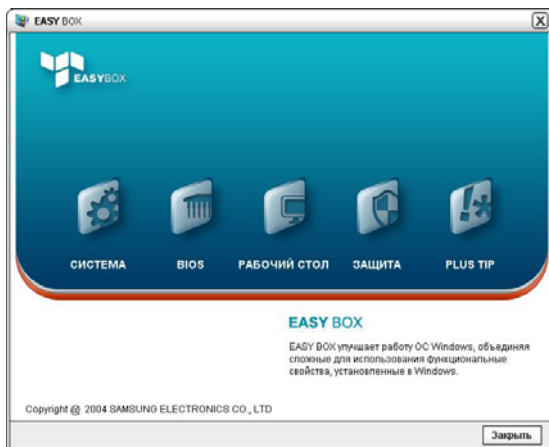 EASY BOX
EASYBOX
СИСТЕМА BIOS РАБОЧИЙ СТОЛ ЗАЩИТА PLUS TIP
EASY BOX
EASY BOX улучшает работу ОС Windows, объединяя
сложные для использования функциональные
свойства, установленные в Windows.
Copyright @ 2004 SAMSUNG ELECTRONICS CO., LTD
Закрыть